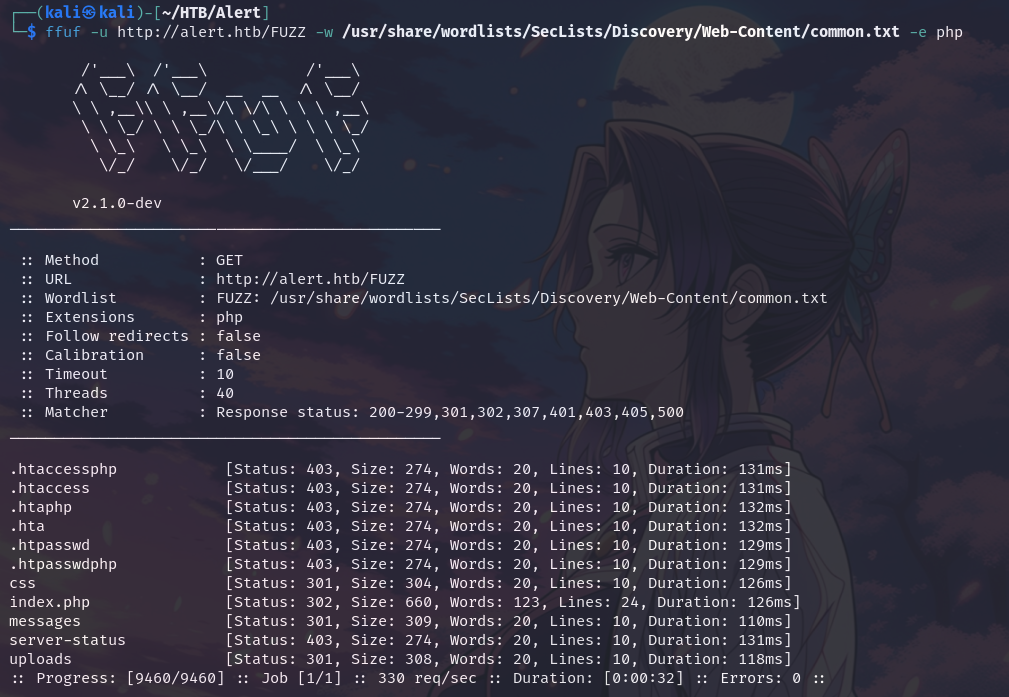 ┌──(kali㉿kali)-[~/HTB/Alert]
└─$ ffuf -u http://alert.htb/FUZZ -w /usr/share/wordlists/SecLists/Discovery/Web-Content/common.txt -e php
        /'___\  /'___\           /'___\
       /\ \__/ /\ \__/  __  __  /\ \__/
       \ \ ,__\\ \ ,__\/\ \/\ \ \ \ ,__\
        \ \ \_/ \ \ \_/\ \ \_\ \ \ \ \_/
         \ \_\   \ \_\  \ \____/  \ \_\
          \/_/    \/_/   \/___/    \/_/
       v2.1.0-dev
________________________________________________
 :: Method           : GET
 :: URL              : http://alert.htb/FUZZ
 :: Wordlist         : FUZZ: /usr/share/wordlists/SecLists/Discovery/Web-Content/common.txt
 :: Extensions       : php
 :: Follow redirects : false
 :: Calibration      : false
 :: Timeout          : 10
 :: Threads          : 40
 :: Matcher          : Response status: 200-299,301,302,307,401,403,405,500
________________________________________________
.htaccessphp            [Status: 403, Size: 274, Words: 20, Lines: 10, Duration: 131ms]
.htaccess               [Status: 403, Size: 274, Words: 20, Lines: 10, Duration: 131ms]
.htaphp                 [Status: 403, Size: 274, Words: 20, Lines: 10, Duration: 132ms]
.hta                    [Status: 403, Size: 274, Words: 20, Lines: 10, Duration: 132ms]
.htpasswd               [Status: 403, Size: 274, Words: 20, Lines: 10, Duration: 129ms]
.htpasswdphp            [Status: 403, Size: 274, Words: 20, Lines: 10, Duration: 129ms]
css                     [Status: 301, Size: 304, Words: 20, Lines: 10, Duration: 126ms]
index.php               [Status: 302, Size: 660, Words: 123, Lines: 24, Duration: 126ms]
messages                [Status: 301, Size: 309, Words: 20, Lines: 10, Duration: 110ms]
server-status           [Status: 403, Size: 274, Words: 20, Lines: 10, Duration: 131ms]
uploads                 [Status: 301, Size: 308, Words: 20, Lines: 10, Duration: 118ms]
:: Progress: [9460/9460] :: Job [1/1] :: 330 req/sec :: Duration: [0:00:32] :: Errors: 0 ::